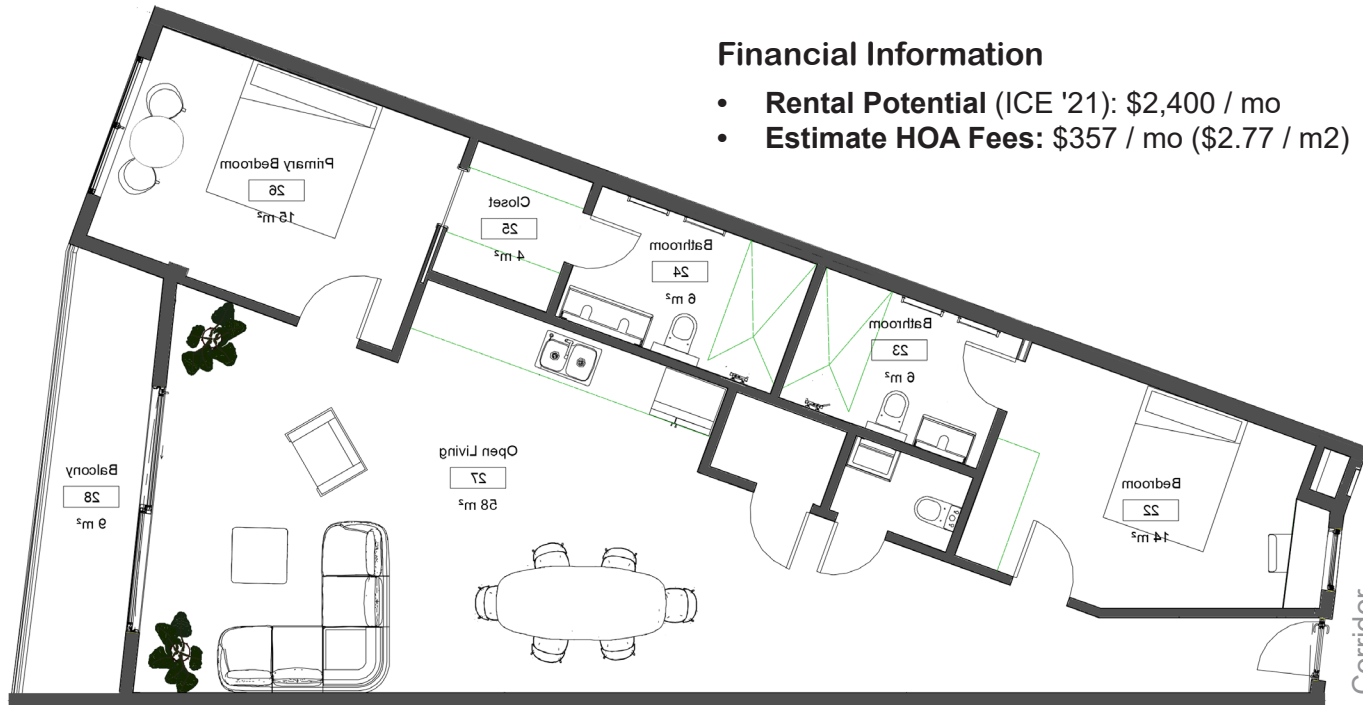 Financial Information
• Rental Potential (ICE '21): $2,400 / mo
• Estimate HOA Fees: $357 / mo ($2.77 / m2)
Primary Bedroom
26
15 m²
Closet
25
4 m²
Bathroom
24
6 m²
Bathroom
23
6 m²
Bedroom
22
14 m²
Open Living
27
58 m²
Balcony
28
9 m²
Corridor